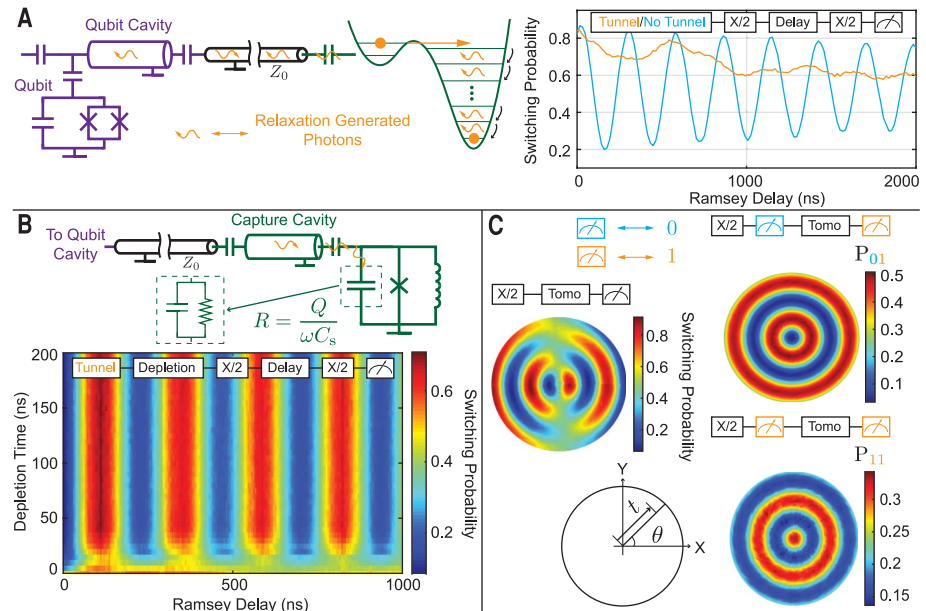 A
Qubit Cavity
Z0
Qubit
Relaxation Generated
Photons
Tunnel/No Tunnel
X/2
Delay
X/2
Switching Probability
0.8
0.6
0.4
0.2
0
1000
2000
Ramsey Delay (ns)
B
Capture Cavity
To Qubit
Cavity
Z0
R = Q / ωCs
Tunnel
Depletion
X/2
Delay
X/2
Depletion Time (ns)
200
150
100
50
0
0
500
1000
Ramsey Delay (ns)
0.6
0.4
0.2
Switching Probability
C
0
1
X/2
Tomo
0.8
0.6
0.4
0.2
Switching Probability
Y
X
t
θ
X/2
Tomo
P01
0.5
0.4
0.3
0.2
0.1
X/2
Tomo
P11
0.3
0.25
0.2
0.15